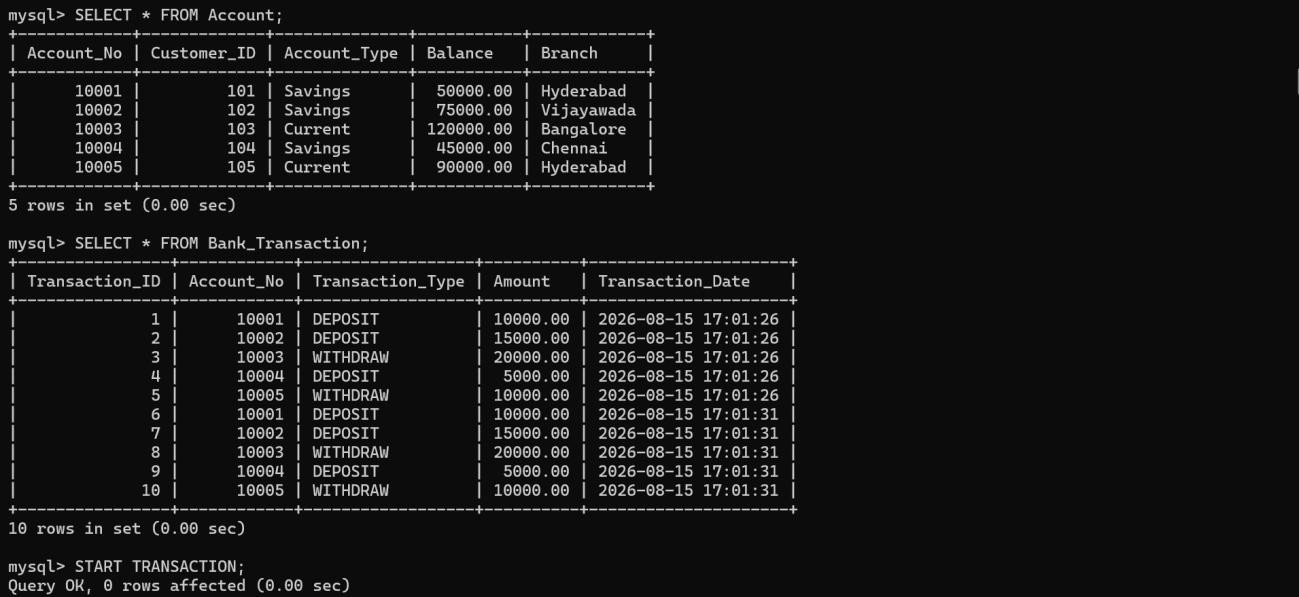 mysql> SELECT * FROM Account;
+------------+-------------+--------------+-----------+------------+
| Account_No | Customer_ID | Account_Type | Balance   | Branch     |
+------------+-------------+--------------+-----------+------------+
|      10001 |         101 | Savings      |  50000.00 | Hyderabad  |
|      10002 |         102 | Savings      |  75000.00 | Vijayawada |
|      10003 |         103 | Current      | 120000.00 | Bangalore  |
|      10004 |         104 | Savings      |  45000.00 | Chennai    |
|      10005 |         105 | Current      |  90000.00 | Hyderabad  |
+------------+-------------+--------------+-----------+------------+
5 rows in set (0.00 sec)

mysql> SELECT * FROM Bank_Transaction;
+----------------+------------+------------------+----------+---------------------+
| Transaction_ID | Account_No | Transaction_Type | Amount   | Transaction_Date    |
+----------------+------------+------------------+----------+---------------------+
|              1 |      10001 | DEPOSIT          | 10000.00 | 2026-08-15 17:01:26 |
|              2 |      10002 | DEPOSIT          | 15000.00 | 2026-08-15 17:01:26 |
|              3 |      10003 | WITHDRAW         | 20000.00 | 2026-08-15 17:01:26 |
|              4 |      10004 | DEPOSIT          |  5000.00 | 2026-08-15 17:01:26 |
|              5 |      10005 | WITHDRAW         | 10000.00 | 2026-08-15 17:01:26 |
|              6 |      10001 | DEPOSIT          | 10000.00 | 2026-08-15 17:01:31 |
|              7 |      10002 | DEPOSIT          | 15000.00 | 2026-08-15 17:01:31 |
|              8 |      10003 | WITHDRAW         | 20000.00 | 2026-08-15 17:01:31 |
|              9 |      10004 | DEPOSIT          |  5000.00 | 2026-08-15 17:01:31 |
|             10 |      10005 | WITHDRAW         | 10000.00 | 2026-08-15 17:01:31 |
+----------------+------------+------------------+----------+---------------------+
10 rows in set (0.00 sec)

mysql> START TRANSACTION;
Query OK, 0 rows affected (0.00 sec)